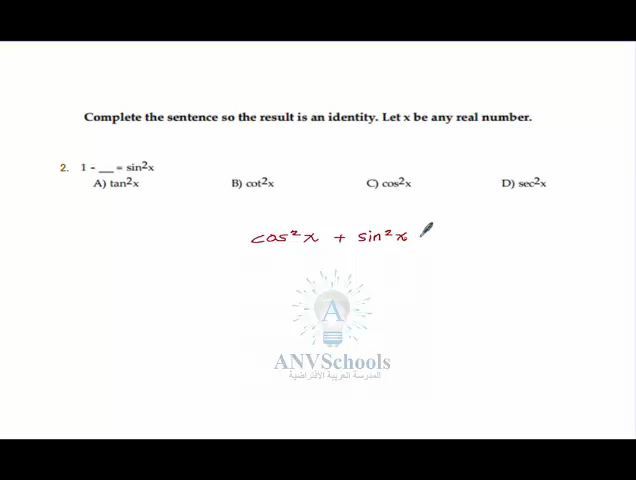 Complete the sentence so the result is an identity. Let x be any real number.
2. 1 - __ = sin²x
A) tan²x B) cot²x C) cos²x D) sec²x
cos²x + sin²x
A
ANVSchools
المدرسة العربية الافتراضية